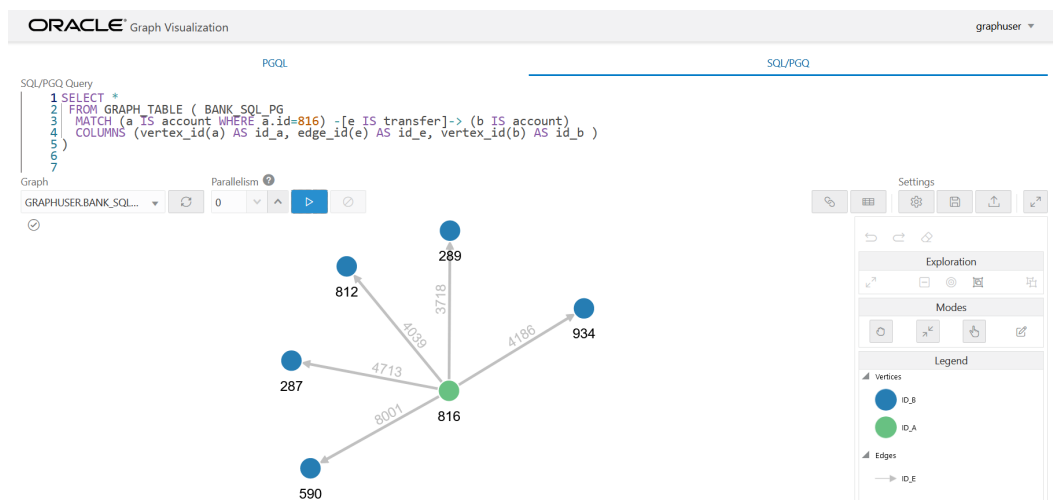 ORACLE® Graph Visualization
graphuser
PGQL
SQL/PGQ
SQL/PGQ Query
1 SELECT *
2 FROM GRAPH_TABLE ( BANK_SQL_PG
3 MATCH (a IS account WHERE a.id=816) -[e IS transfer]-> (b IS account)
4 COLUMNS (vertex_id(a) AS id_a, edge_id(e) AS id_e, vertex_id(b) AS id_b )
5 )
6
7
Graph
Parallelism ?
Settings
GRAPHUSER.BANK_SQL...
0
289
812
3718
934
4039
4186
287
4713
816
8001
590
Exploration
Modes
Legend
Vertices
ID_B
ID_A
Edges
ID_E